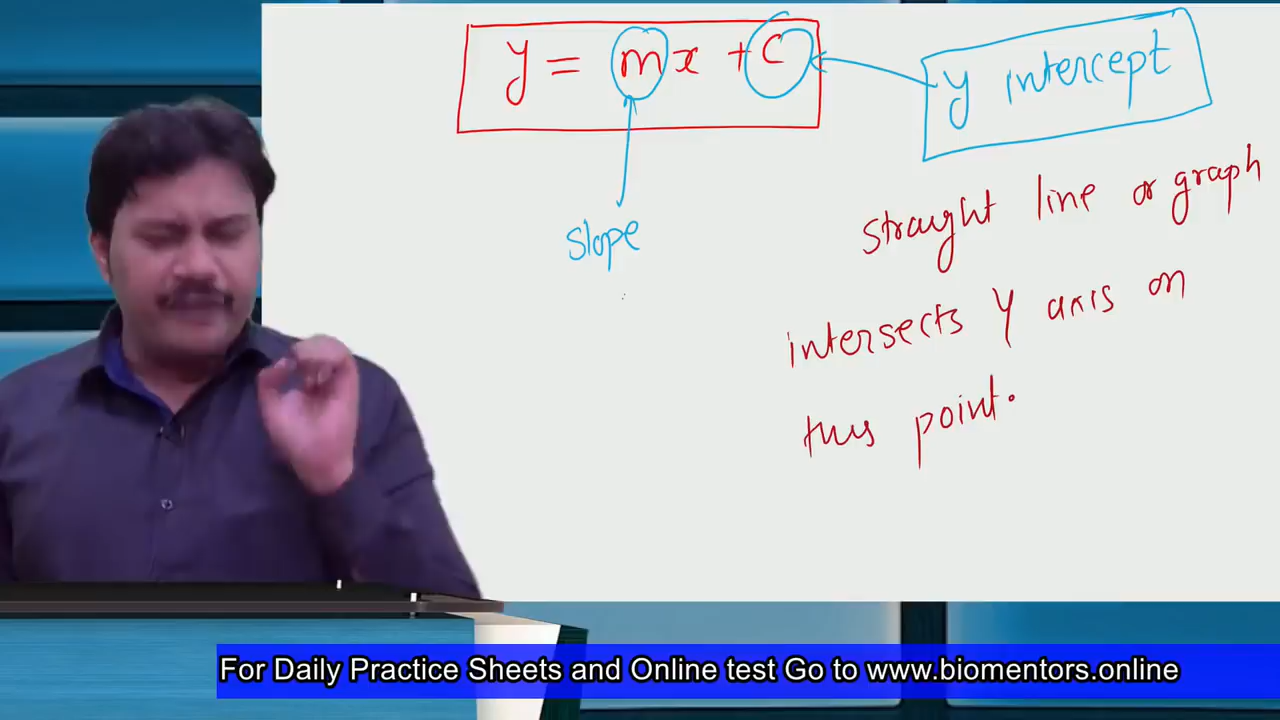 y = mx + c
y intercept
slope
straight line or graph
intersects Y axis on
this point.
For Daily Practice Sheets and Online test Go to www.biomentors.online